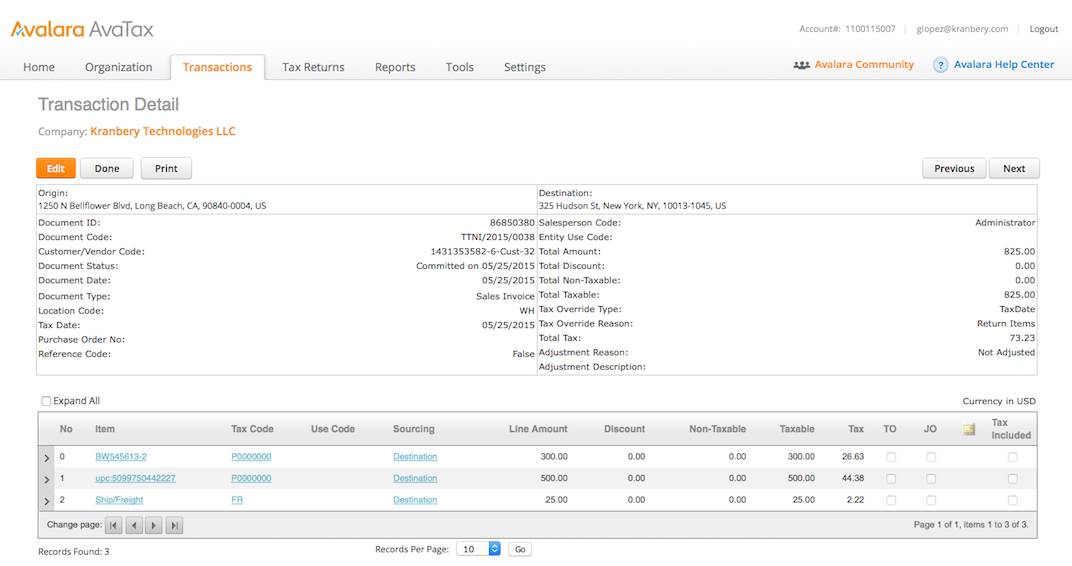 Avalara AvaTax
Account#: 1100115007 | glopez@kranbery.com | Logout
Home Organization Transactions Tax Returns Reports Tools Settings Avalara Community ? Avalara Help Center
Transaction Detail
Company: Kranbery Technologies LLC
Edit Done Print Previous Next
Origin: Destination:
1250 N Bellflower Blvd, Long Beach, CA, 90840-0004, US 325 Hudson St, New York, NY, 10013-1045, US
Document ID: 86850380 Salesperson Code: Administrator
Document Code: TTNI/2015/0038 Entity Use Code:
Customer/Vendor Code: 1431353582-6-Cust-32 Total Amount: 825.00
Document Status: Committed on 05/25/2015 Total Discount: 0.00
Document Date: 05/25/2015 Total Non-Taxable: 0.00
Document Type: Sales Invoice Total Taxable: 825.00
Location Code: WH Tax Override Type: TaxDate
Tax Date: 05/25/2015 Tax Override Reason: Return Items
Purchase Order No: Total Tax: 73.23
Reference Code: False Adjustment Reason: Not Adjusted
Adjustment Description:
Expand All Currency in USD
No Item Tax Code Use Code Sourcing Line Amount Discount Non-Taxable Taxable Tax TO JO Tax Included
0 BW545613-2 P0000000 Destination 300.00 0.00 0.00 300.00 26.63
1 upc:5099750442227 P0000000 Destination 500.00 0.00 0.00 500.00 44.38
2 Ship/Freight FR Destination 25.00 0.00 0.00 25.00 2.22
Change page: Page 1 of 1, items 1 to 3 of 3.
Records Found: 3 Records Per Page: 10 Go